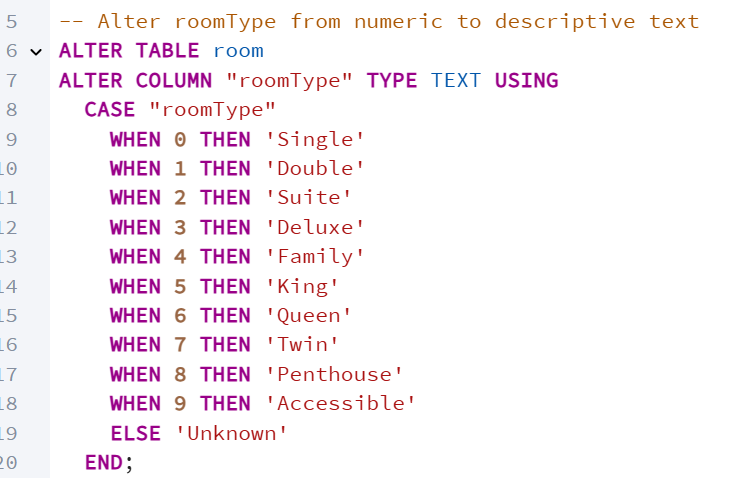 5 -- Alter roomType from numeric to descriptive text
6 ALTER TABLE room
7 ALTER COLUMN "roomType" TYPE TEXT USING
8 CASE "roomType"
9 WHEN 0 THEN 'Single'
10 WHEN 1 THEN 'Double'
11 WHEN 2 THEN 'Suite'
12 WHEN 3 THEN 'Deluxe'
13 WHEN 4 THEN 'Family'
14 WHEN 5 THEN 'King'
15 WHEN 6 THEN 'Queen'
16 WHEN 7 THEN 'Twin'
17 WHEN 8 THEN 'Penthouse'
18 WHEN 9 THEN 'Accessible'
19 ELSE 'Unknown'
20 END;